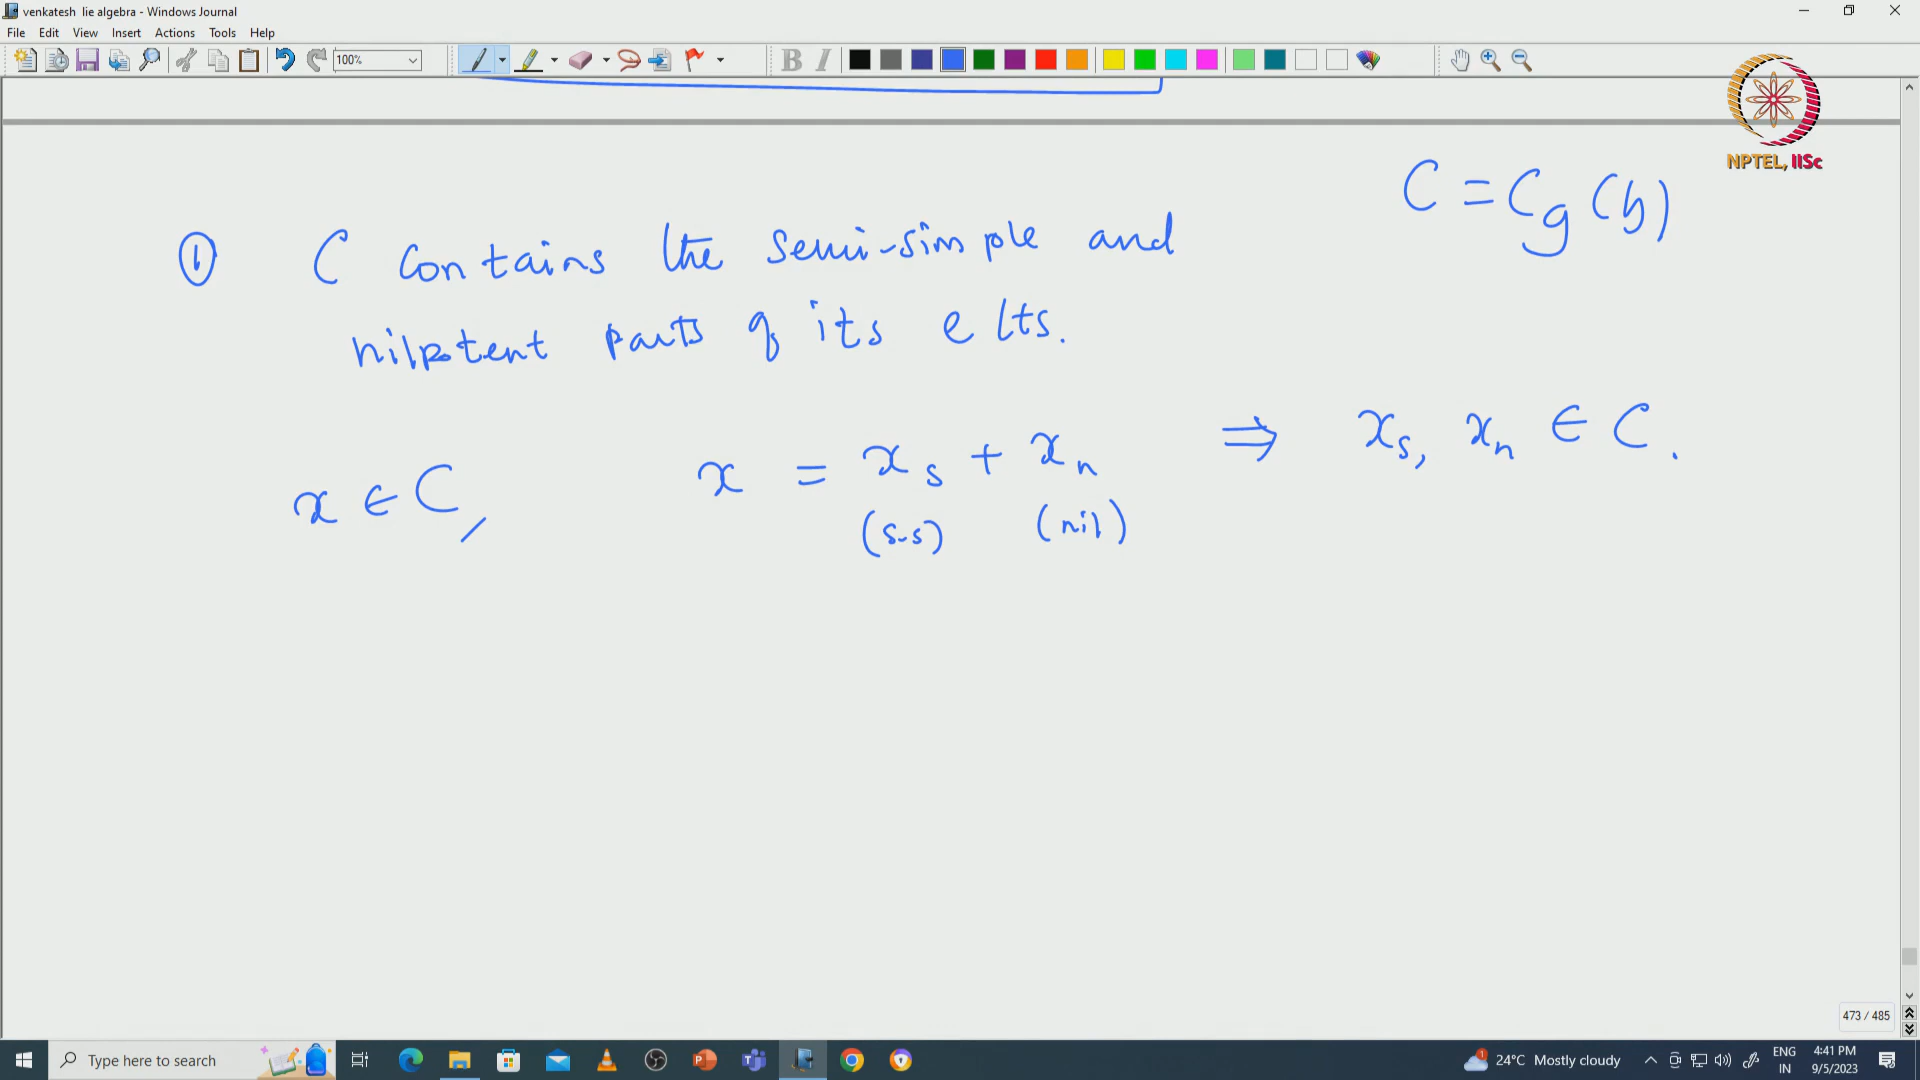 venkatesh lie algebra - Windows Journal
File Edit View Insert Actions Tools Help
100%
B I
NPTEL, IISc
C = C_g (h)
① C contains the semi-simple and
nilpotent parts of its elts.
x ∈ C, x = x_s + x_n ⇒ x_s, x_n ∈ C.
(s.s) (nil)
473 / 485
Type here to search
24°C Mostly cloudy
ENG
IN
4:41 PM
9/5/2023